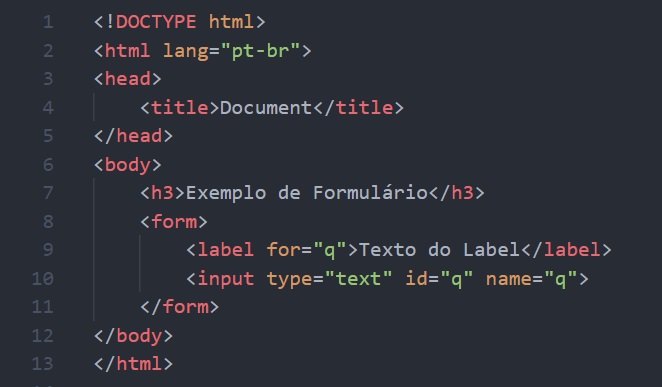 1 <!DOCTYPE html>
2 <html lang="pt-br">
3 <head>
4 <title>Document</title>
5 </head>
6 <body>
7 <h3>Exemplo de Formulário</h3>
8 <form>
9 <label for="q">Texto do Label</label>
10 <input type="text" id="q" name="q">
11 </form>
12 </body>
13 </html>